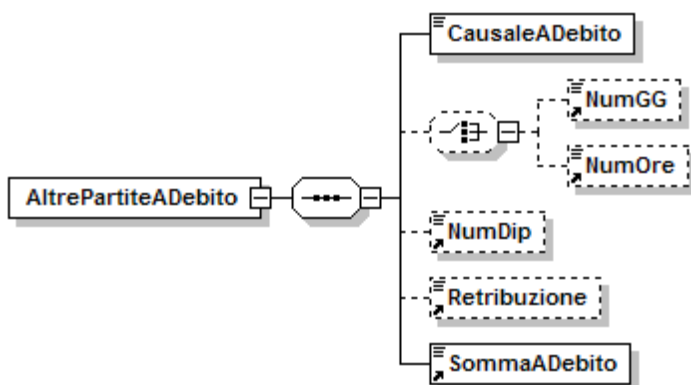 CausaleADebito
NumGG
NumOre
AltrePartiteADebito
NumDip
Retribuzione
SommaADebito